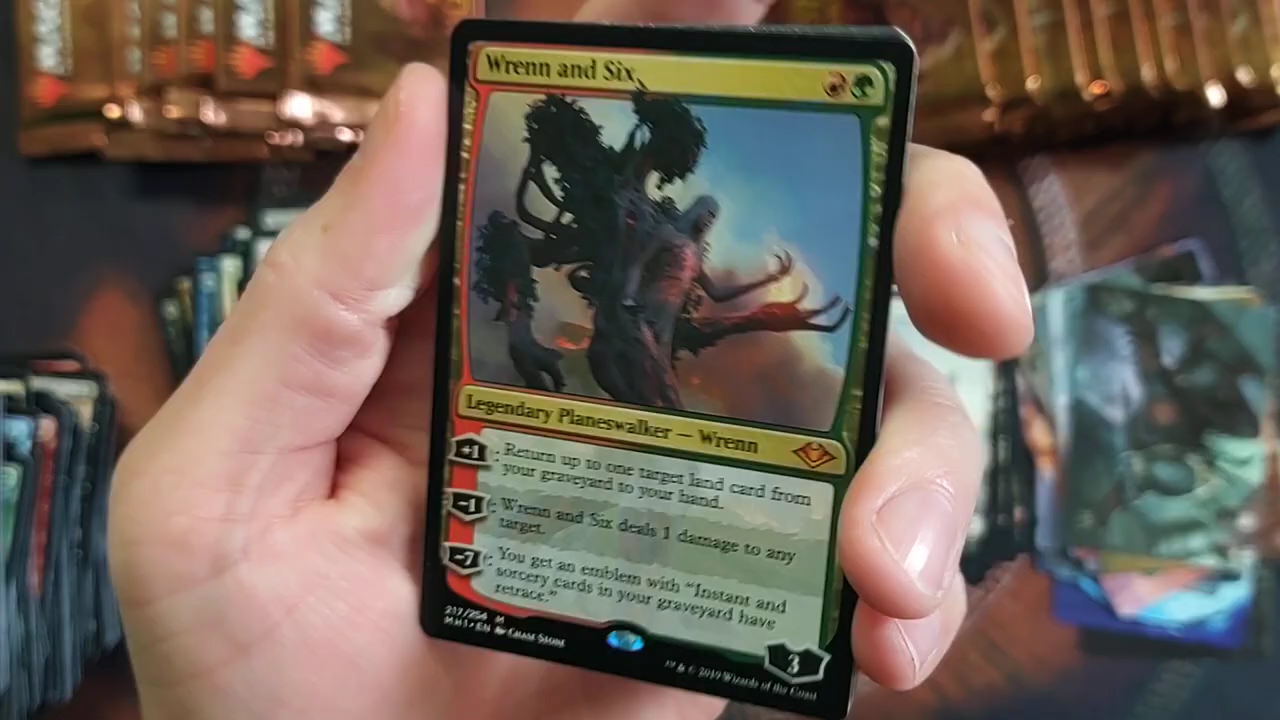 Wrenn and Six
Legendary Planeswalker — Wrenn
+1 : Return up to one target land card from
your graveyard to your hand.
−1 : Wrenn and Six deals 1 damage to any
target.
−7 : You get an emblem with “Instant and
sorcery cards in your graveyard have
retrace.”
217/254 M
MH1 • EN Chase Stone
3
™ & © 2019 Wizards of the Coast